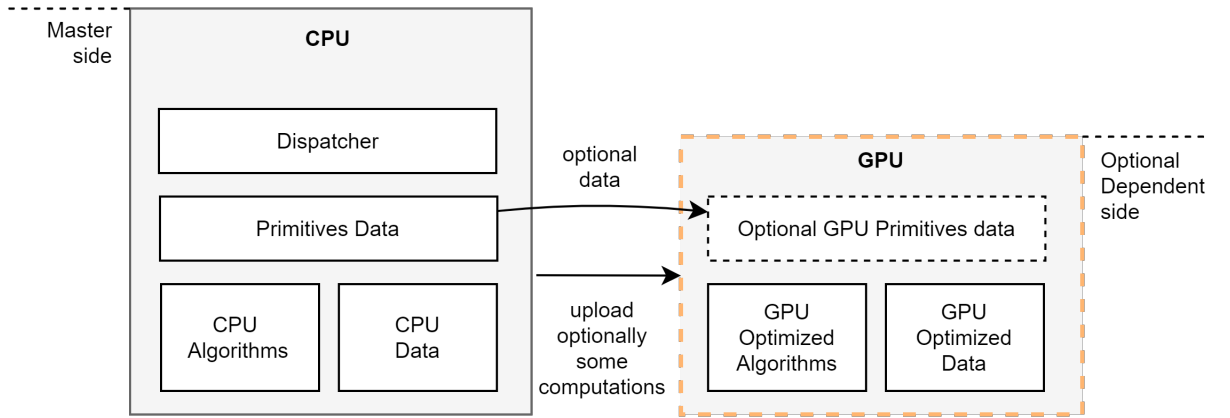 Master
side
CPU
Dispatcher
Primitives Data
CPU
Algorithms
CPU
Data
optional
data
upload
optionally
some
computations
GPU
Optional GPU Primitives data
GPU
Optimized
Algorithms
GPU
Optimized
Data
Optional
Dependent
side